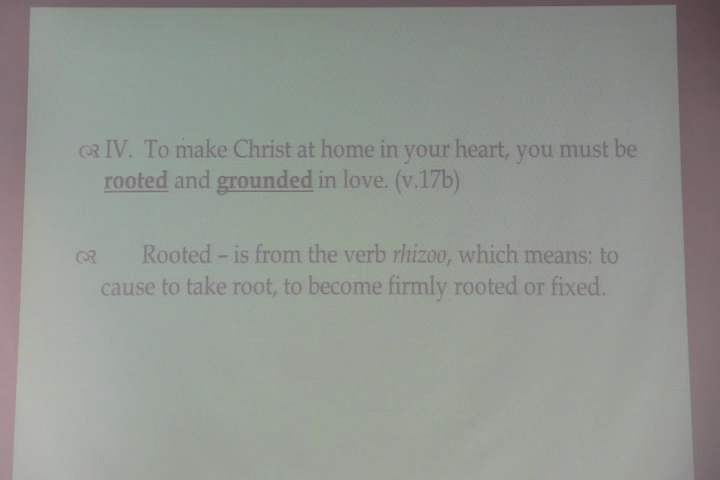 IV. To make Christ at home in your heart, you must be
rooted and grounded in love. (v.17b)
Rooted – is from the verb rhizoo, which means: to
cause to take root, to become firmly rooted or fixed.